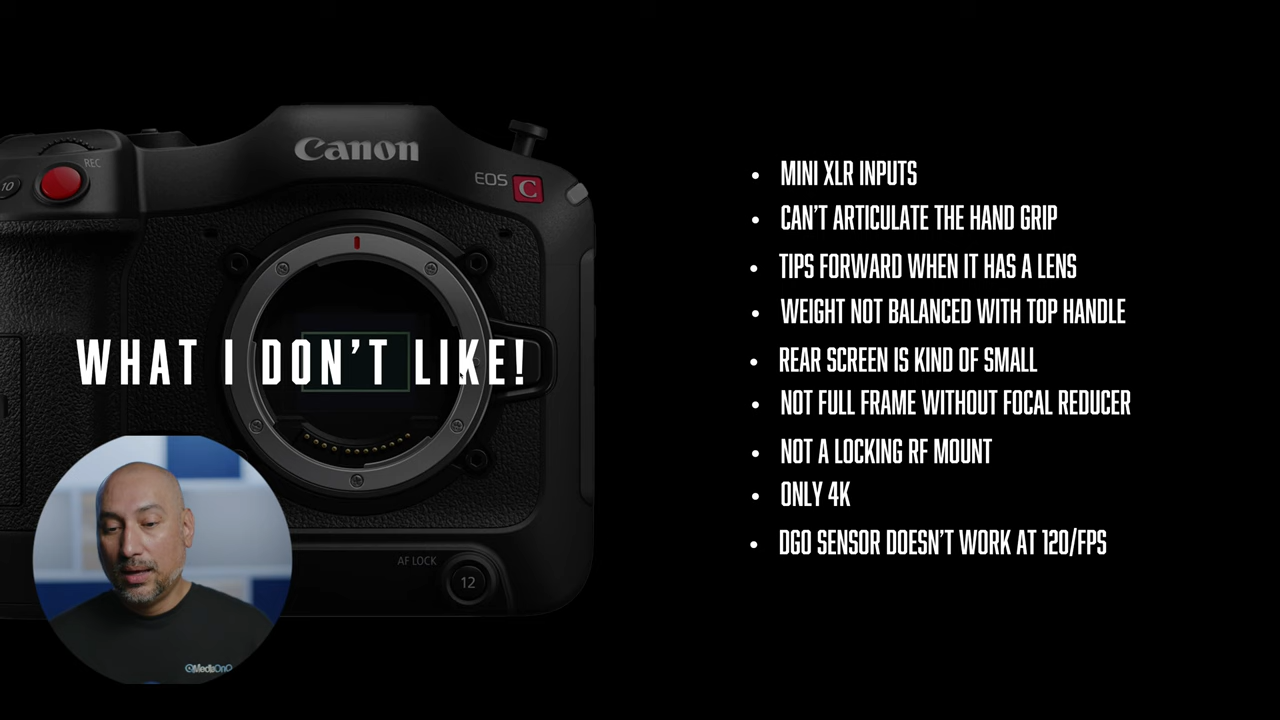 Canon
EOS C
REC
10
WHAT I DON'T LIKE!
AF LOCK
12
• MINI XLR INPUTS
• CAN'T ARTICULATE THE HAND GRIP
• TIPS FORWARD WHEN IT HAS A LENS
• WEIGHT NOT BALANCED WITH TOP HANDLE
• REAR SCREEN IS KIND OF SMALL
• NOT FULL FRAME WITHOUT FOCAL REDUCER
• NOT A LOCKING RF MOUNT
• ONLY 4K
• DGO SENSOR DOESN'T WORK AT 120/FPS